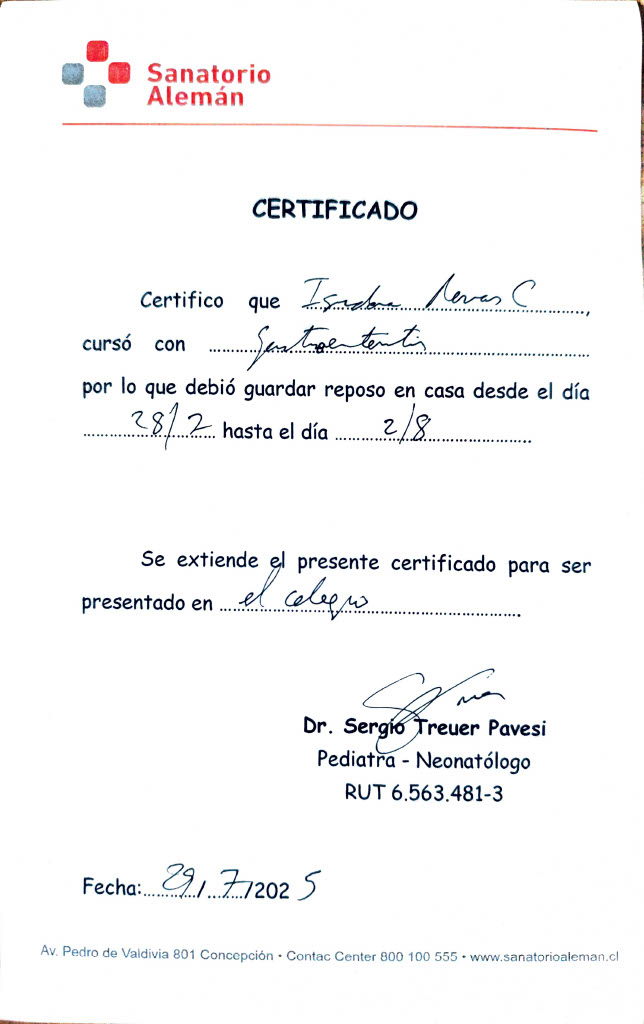 Sanatorio
Alemán
CERTIFICADO
Certifico que Isidora C
cursó con Gastroenteritis
por lo que debió guardar reposo en casa desde el día
28/2 hasta el día 2/8
Se extiende el presente certificado para ser
presentado en el colegio
Dr. Sergio Treuer Pavesi
Pediatra - Neonatólogo
RUT 6.563.481-3
Fecha: 29/7/2025
Av. Pedro de Valdivia 801 Concepción • Contac Center 800 100 555 • www.sanatorioaleman.cl